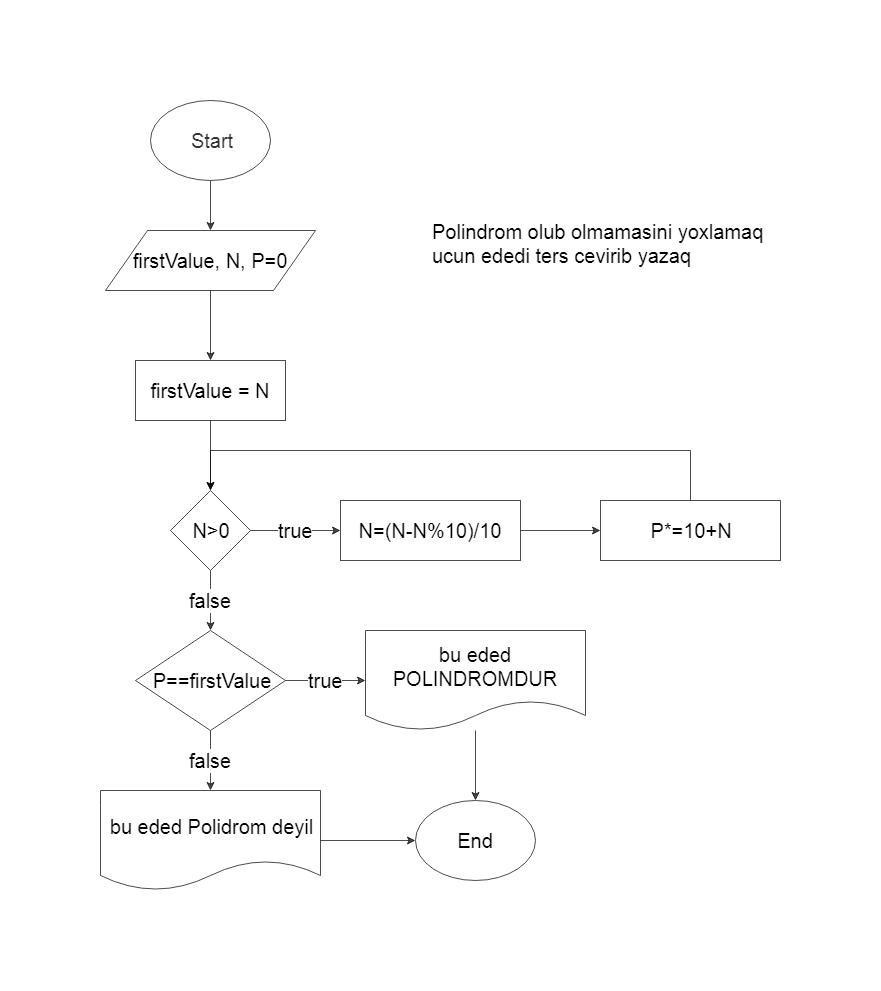 Start
Polindrom olub olmamasini yoxlamaq
ucun ededi ters cevirib yazaq
firstValue, N, P=0
firstValue = N
N>0
true
N=(N-N%10)/10
P*=10+N
false
P==firstValue
true
bu eded
POLINDROMDUR
false
bu eded Polidrom deyil
End